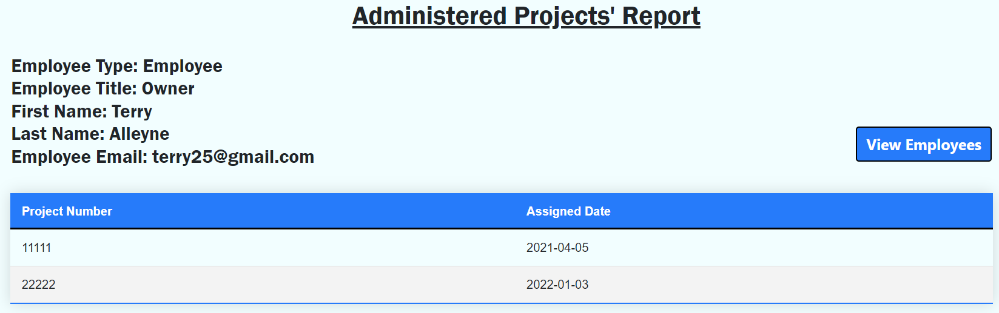 Administered Projects' Report
Employee Type: Employee
Employee Title: Owner
First Name: Terry
Last Name: Alleyne
Employee Email: terry25@gmail.com
View Employees
Project Number Assigned Date
11111 2021-04-05
22222 2022-01-03